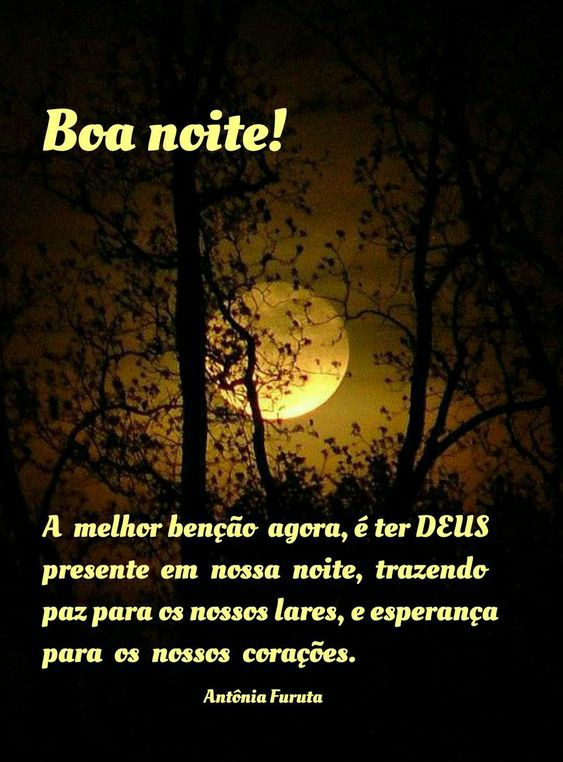 Boa noite!
A melhor benção agora, é ter DEUS
presente em nossa noite, trazendo
paz para os nossos lares, e esperança
para os nossos corações.
Antônia Furuta